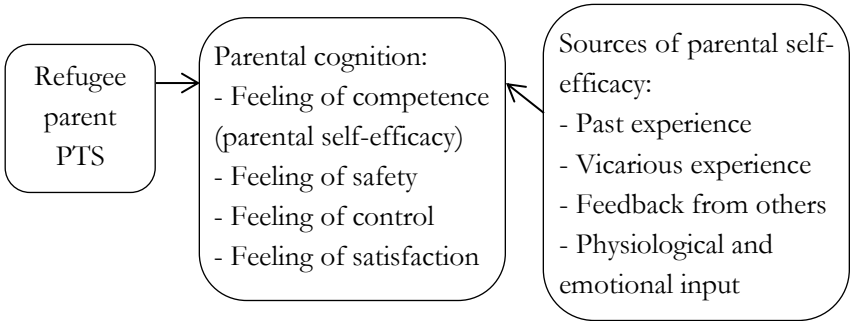 Refugee
parent
PTS
Parental cognition:
- Feeling of competence
(parental self-efficacy)
- Feeling of safety
- Feeling of control
- Feeling of satisfaction
Sources of parental self-
efficacy:
- Past experience
- Vicarious experience
- Feedback from others
- Physiological and
emotional input